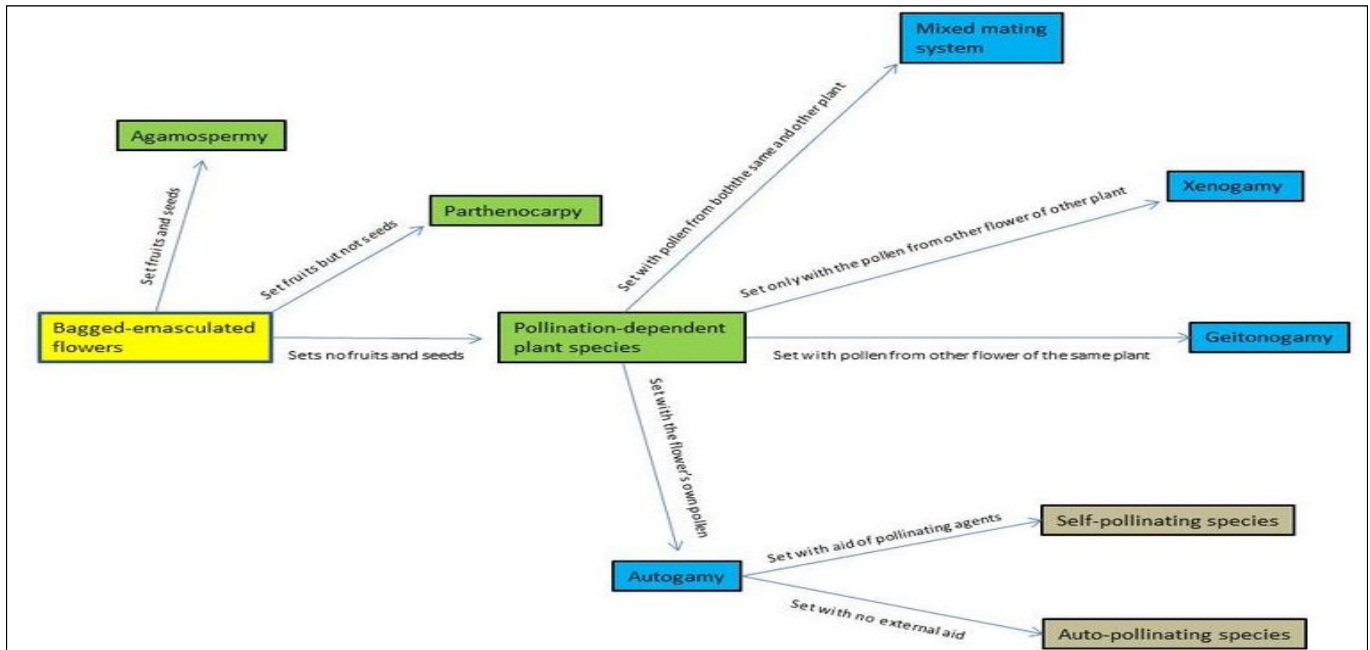 Mixed mating
system
Agamospermy
Set with pollen from boththe same and other plant
Xenogamy
Set fruits and seeds
Parthenocarpy
Set only with the pollen from other flower of other plant
Set fruits but not seeds
Bagged-emasculated
flowers
Sets no fruits and seeds
Pollination-dependent
plant species
Set with pollen from other flower of the same plant
Geitonogamy
Set with the flower's own pollen
Autogamy
Set with aid of pollinating agents
Self-pollinating species
Set with no external aid
Auto-pollinating species